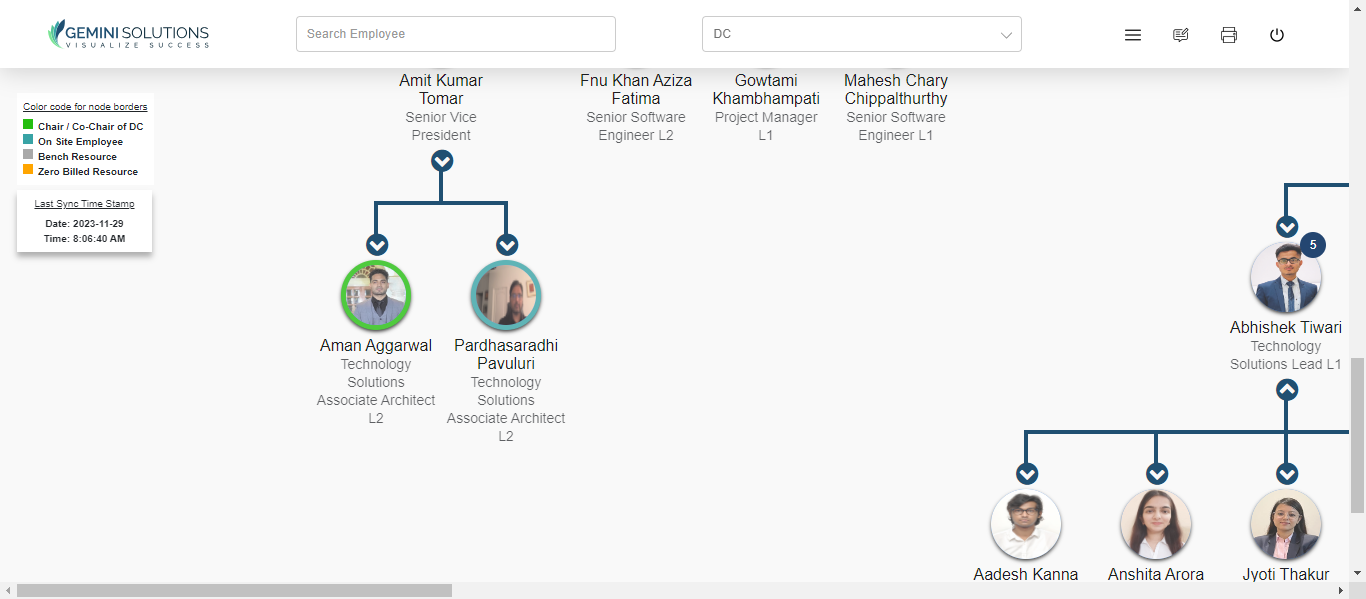 GEMINI SOLUTIONS
VISUALIZE SUCCESS
Search Employee
DC
Color code for node borders
Chair / Co-Chair of DC
On Site Employee
Bench Resource
Zero Billed Resource
Last Sync Time Stamp
Date: 2023-11-29
Time: 8:06:40 AM
Amit Kumar
Tomar
Senior Vice
President
Fnu Khan Aziza
Fatima
Senior Software
Engineer L2
Gowtami
Khambhampati
Project Manager
L1
Mahesh Chary
Chippalthurthy
Senior Software
Engineer L1
Aman Aggarwal
Technology
Solutions
Associate Architect
L2
Pardhasaradhi
Pavuluri
Technology
Solutions
Associate Architect
L2
5
Abhishek Tiwari
Technology
Solutions Lead L1
Aadesh Kanna
Anshita Arora
Jyoti Thakur